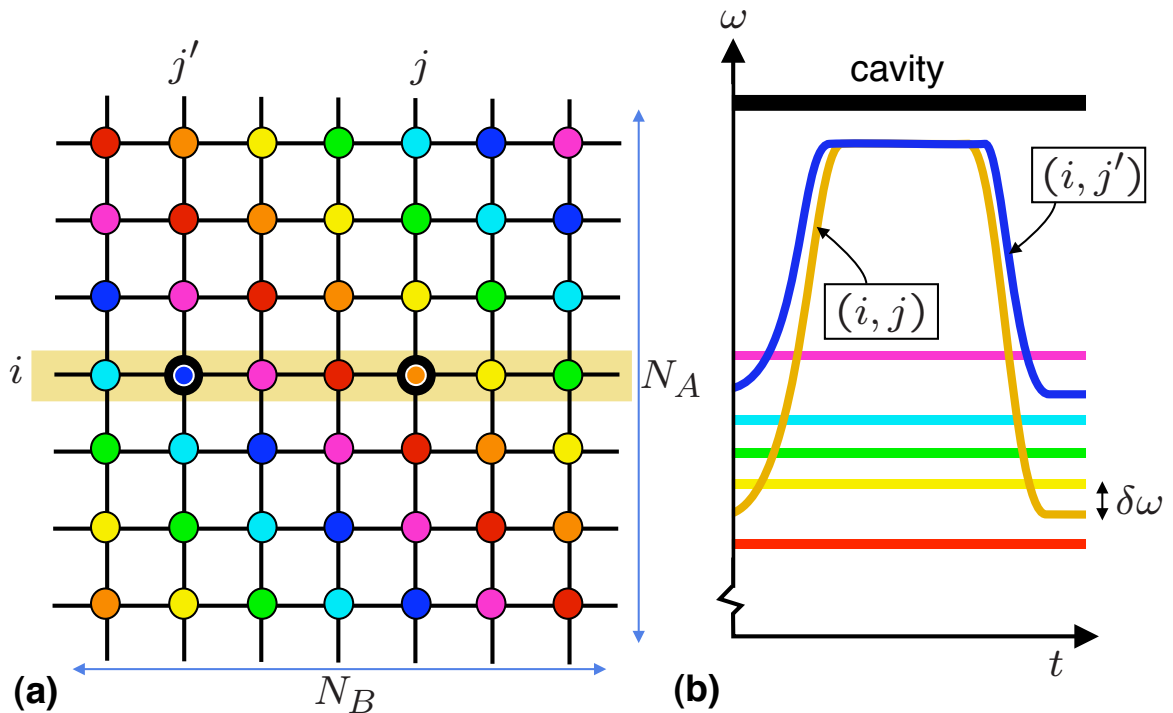 j′
j
i
N_A
N_B
(a)
ω
cavity
(i, j′)
(i, j)
δω
t
(b)